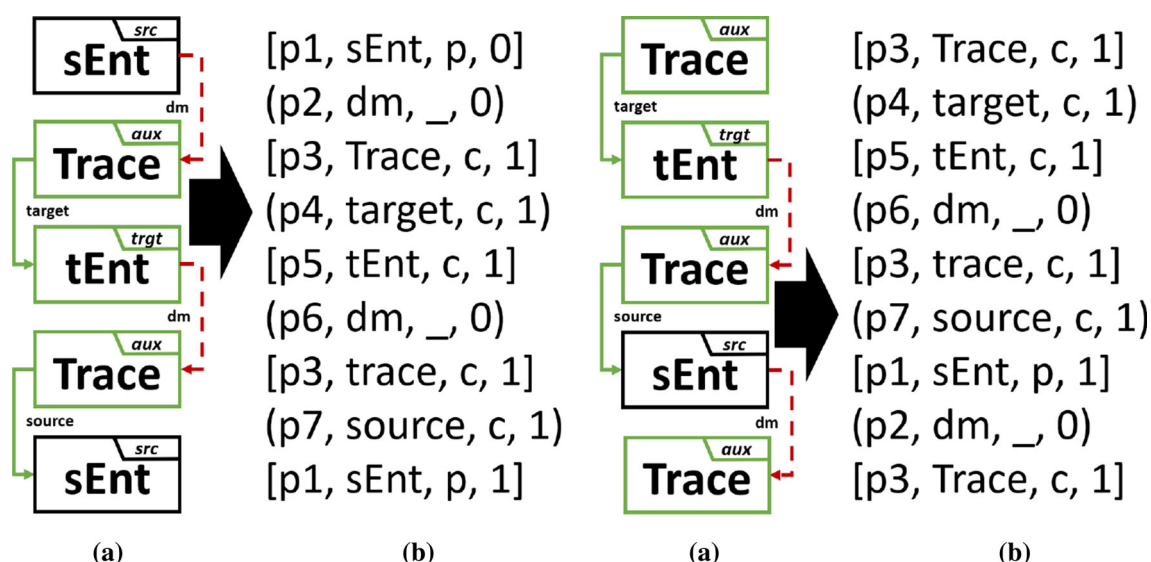 src
sEnt
dm
aux
Trace
target
trgt
tEnt
dm
aux
Trace
source
src
sEnt
(a)
[p1, sEnt, p, 0]
(p2, dm, _, 0)
[p3, Trace, c, 1]
(p4, target, c, 1)
[p5, tEnt, c, 1]
(p6, dm, _, 0)
[p3, trace, c, 1]
(p7, source, c, 1)
[p1, sEnt, p, 1]
(b)
aux
Trace
target
trgt
tEnt
dm
aux
Trace
source
src
sEnt
dm
aux
Trace
(a)
[p3, Trace, c, 1]
(p4, target, c, 1)
[p5, tEnt, c, 1]
(p6, dm, _, 0)
[p3, trace, c, 1]
(p7, source, c, 1)
[p1, sEnt, p, 1]
(p2, dm, _, 0)
[p3, Trace, c, 1]
(b)